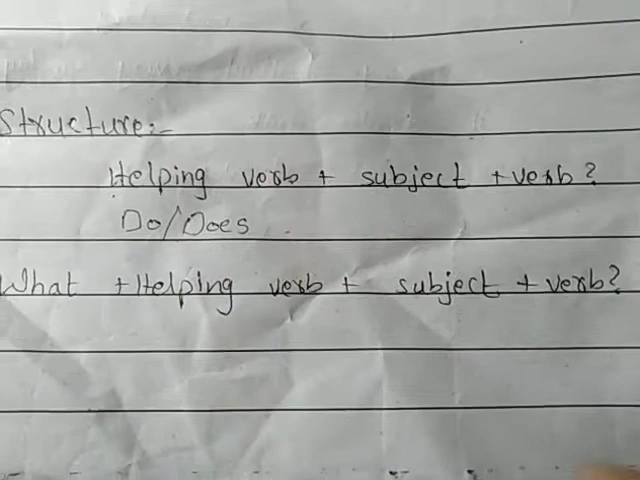 Structure:-
Helping verb + subject + verb?
Do/Does
What + Helping verb + subject + verb?